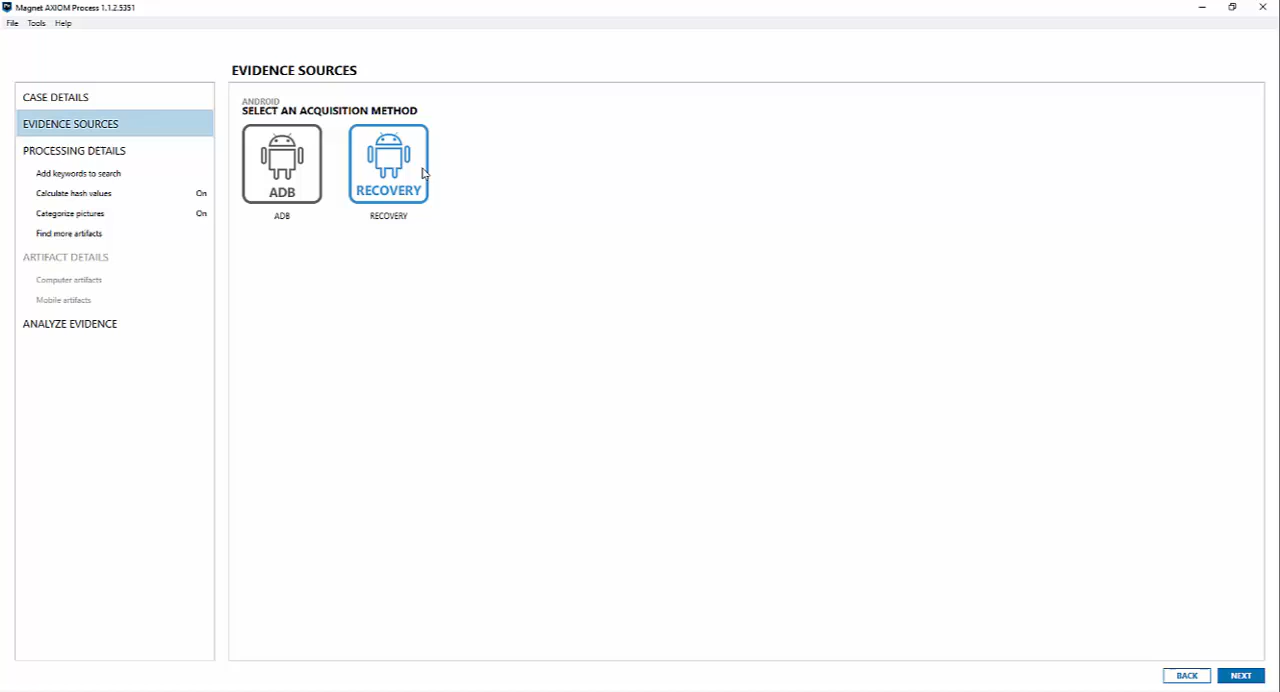 Magnet AXIOM Process 1.1.2.5351
File Tools Help
EVIDENCE SOURCES
CASE DETAILS
EVIDENCE SOURCES
PROCESSING DETAILS
Add keywords to search
Calculate hash values On
Categorize pictures On
Find more artifacts
ARTIFACT DETAILS
Computer artifacts
Mobile artifacts
ANALYZE EVIDENCE
ANDROID
SELECT AN ACQUISITION METHOD
ADB RECOVERY
ADB RECOVERY
BACK NEXT